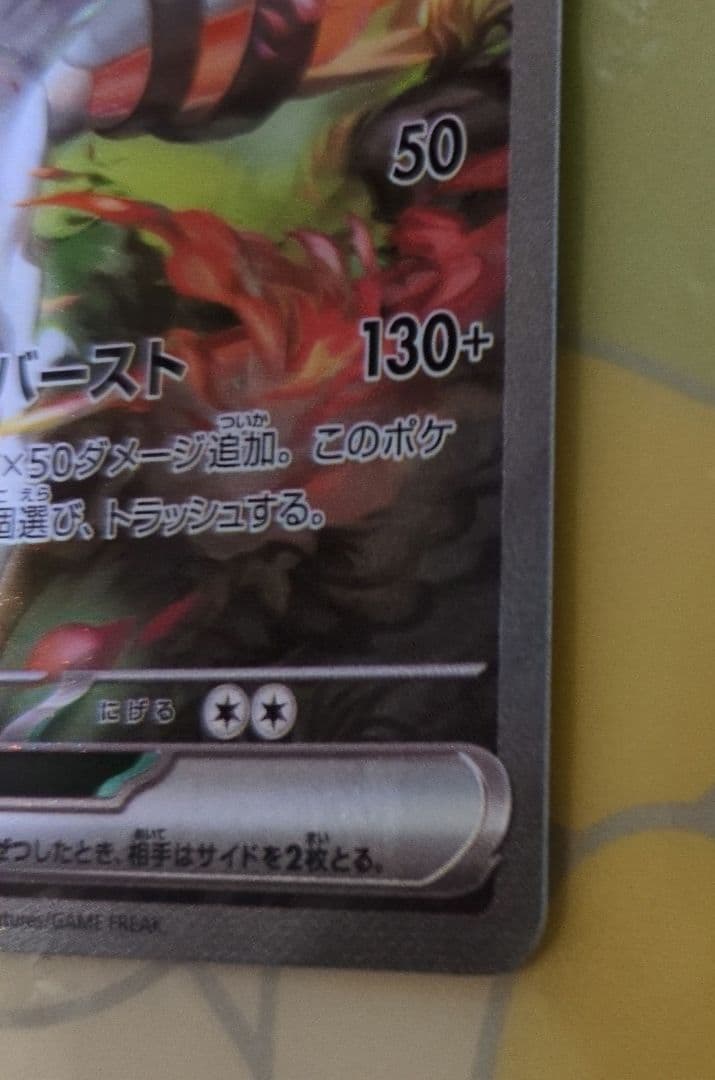 50
バースト 130+
×50ダメージ追加。このポケ
個選び、トラッシュする。
にげる
ぜつしたとき、相手はサイドを2枚とる。
tures/GAME FREAK